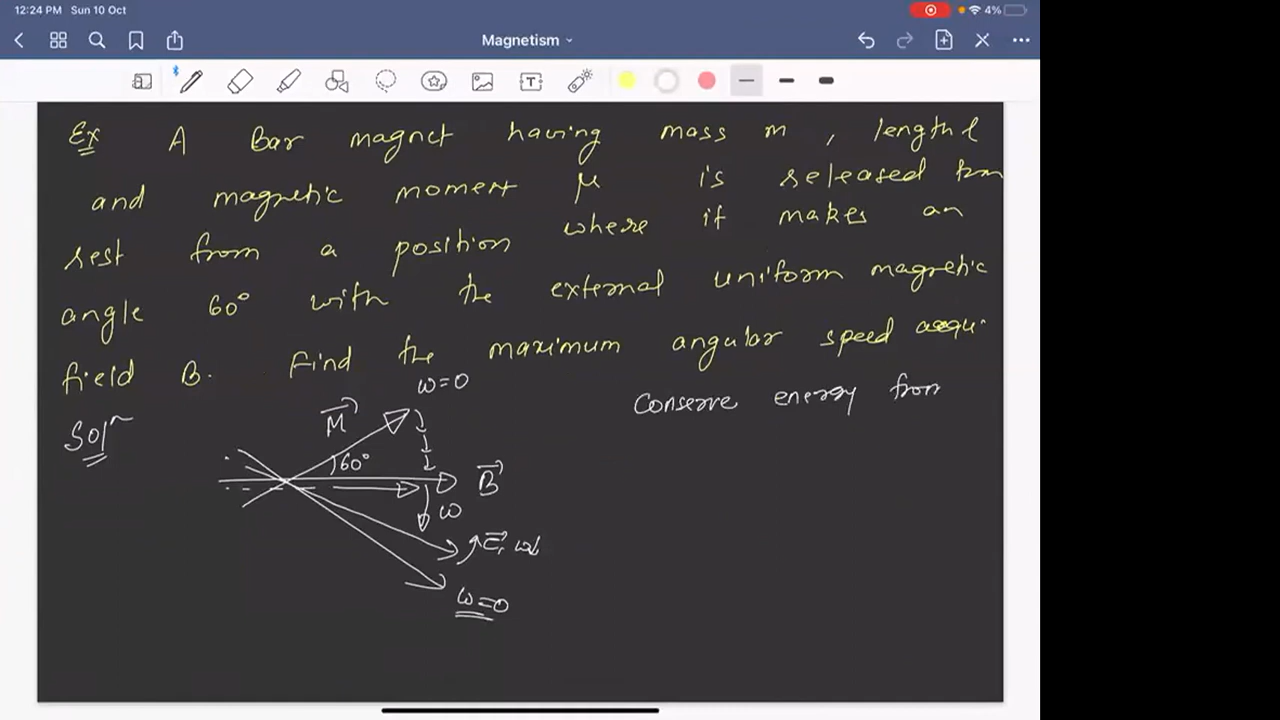 12:24 PM Sun 10 Oct
4%
Magnetism
Ex A Bar magnet having mass m, length l
and magnetic moment μ is released from
rest from a position where it makes an
angle 60° with the external uniform magnetic
field B. Find the maximum angular speed acqu
Solⁿ
ω=0
M
60°
B
ω
ω↓
ω=0
Conserve energy from